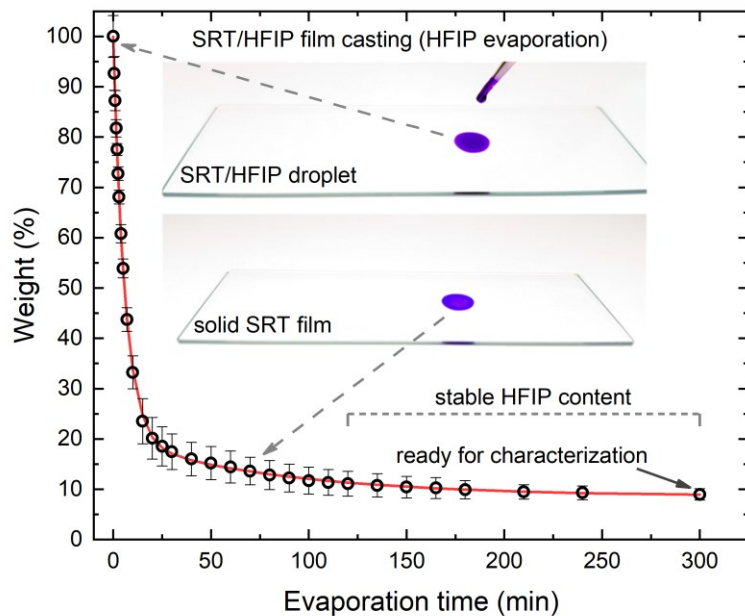 SRT/HFIP film casting (HFIP evaporation)
SRT/HFIP droplet
solid SRT film
stable HFIP content
ready for characterization
Weight (%)
100
90
80
70
60
50
40
30
20
10
0
0
50
100
150
200
250
300
Evaporation time (min)